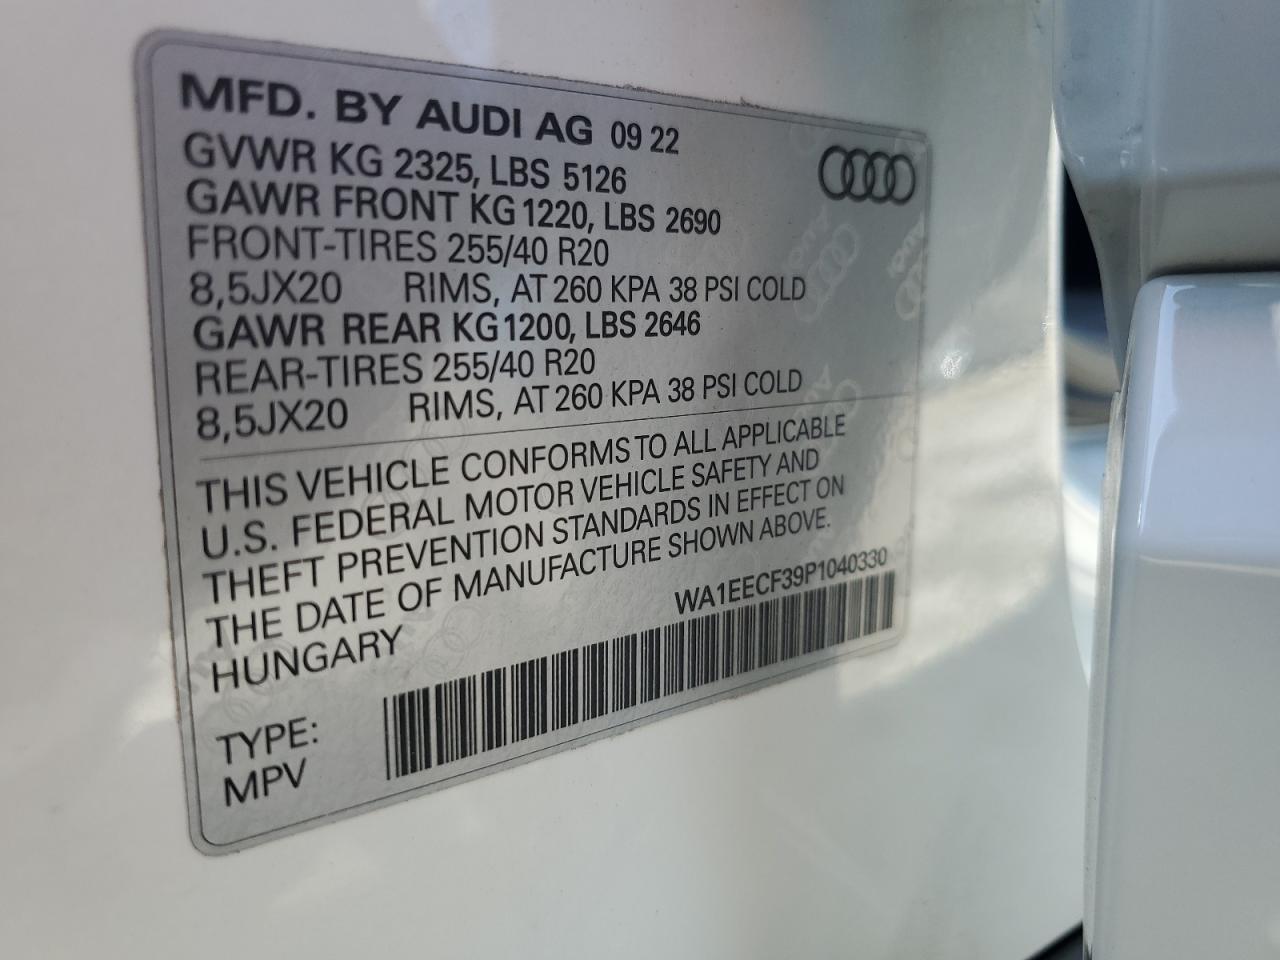 MFD. BY AUDI AG 09 22
GVWR KG 2325, LBS 5126
GAWR FRONT KG 1220, LBS 2690
FRONT-TIRES 255/40 R20
8,5JX20 RIMS, AT 260 KPA 38 PSI COLD
GAWR REAR KG 1200, LBS 2646
REAR-TIRES 255/40 R20
8,5JX20 RIMS, AT 260 KPA 38 PSI COLD
THIS VEHICLE CONFORMS TO ALL APPLICABLE
U.S. FEDERAL MOTOR VEHICLE SAFETY AND
THEFT PREVENTION STANDARDS IN EFFECT ON
THE DATE OF MANUFACTURE SHOWN ABOVE.
HUNGARY
WA1EECF39P1040330
TYPE:
MPV